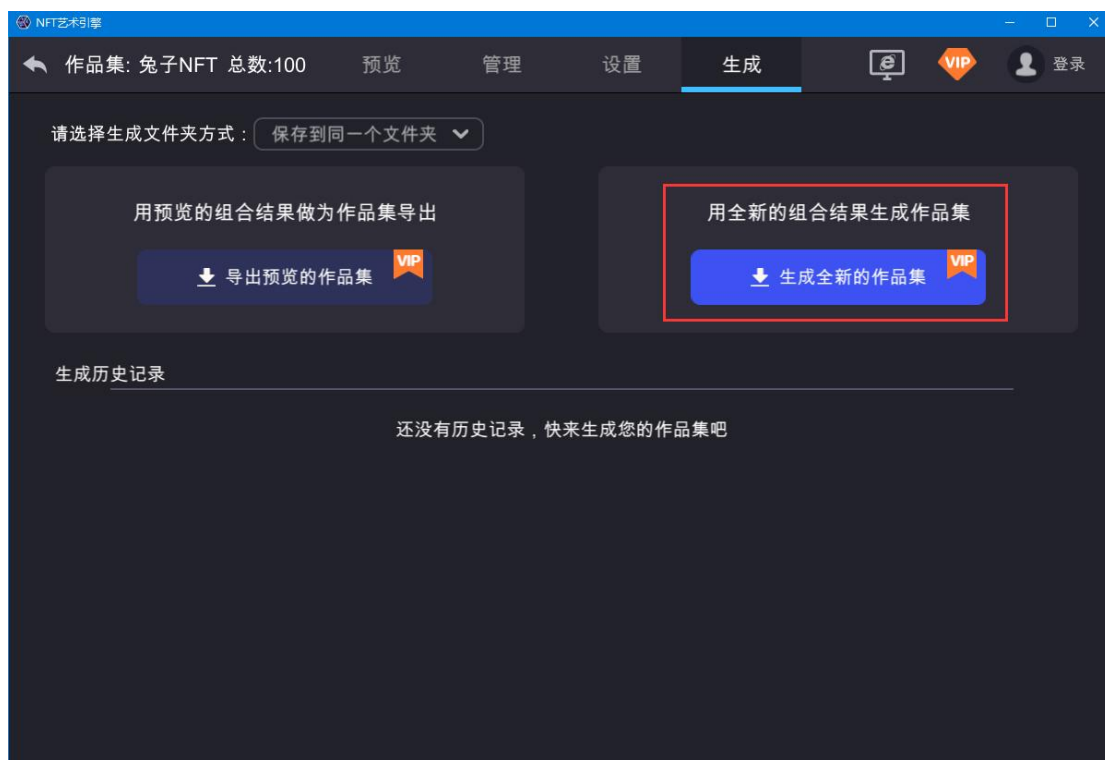 NFT艺术引擎
作品集: 兔子NFT 总数:100 预览 管理 设置 生成 VIP 登录
请选择生成文件夹方式： 保存到同一个文件夹
用预览的组合结果做为作品集导出
导出预览的作品集 VIP
用全新的组合结果生成作品集
生成全新的作品集 VIP
生成历史记录
还没有历史记录，快来生成您的作品集吧